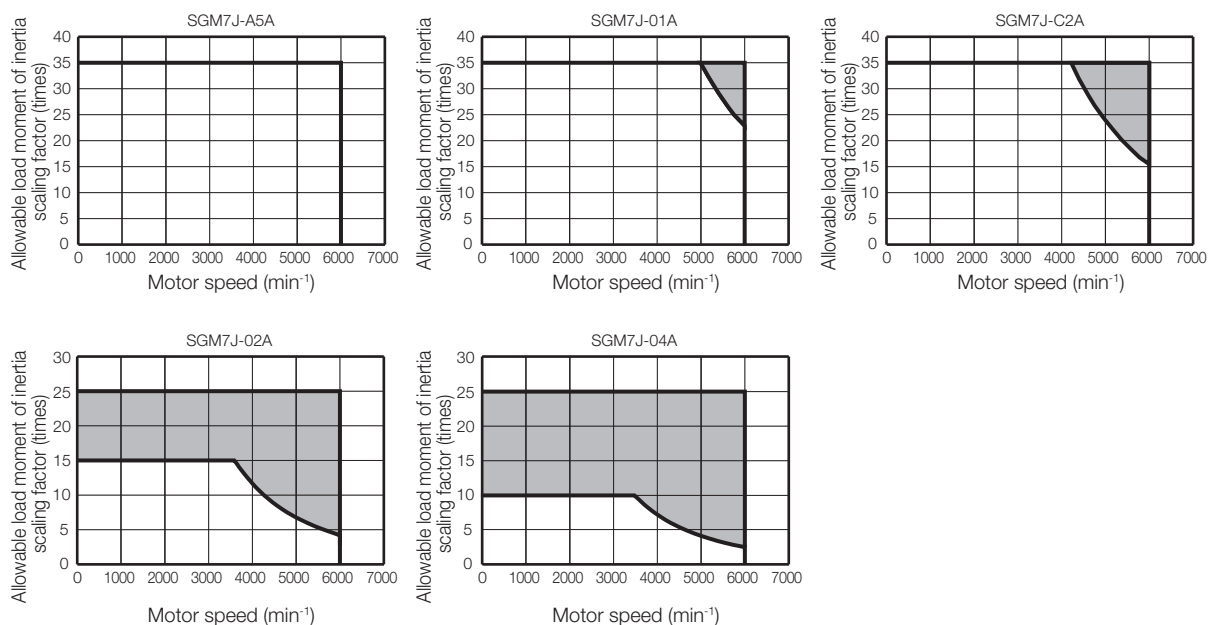 SGM7J-A5A
Allowable load moment of inertia
scaling factor (times)
40
35
30
25
20
15
10
5
0
0 1000 2000 3000 4000 5000 6000 7000
Motor speed (min-1)
SGM7J-01A
Allowable load moment of inertia
scaling factor (times)
40
35
30
25
20
15
10
5
0
0 1000 2000 3000 4000 5000 6000 7000
Motor speed (min-1)
SGM7J-C2A
Allowable load moment of inertia
scaling factor (times)
40
35
30
25
20
15
10
5
0
0 1000 2000 3000 4000 5000 6000 7000
Motor speed (min-1)
SGM7J-02A
Allowable load moment of inertia
scaling factor (times)
30
25
20
15
10
5
0
0 1000 2000 3000 4000 5000 6000 7000
Motor speed (min-1)
SGM7J-04A
Allowable load moment of inertia
scaling factor (times)
30
25
20
15
10
5
0
0 1000 2000 3000 4000 5000 6000 7000
Motor speed (min-1)